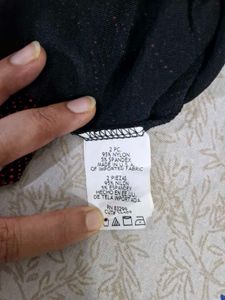 2 PC.
95% NYLON
5% SPANDEX
MADE IN U.S.A.
OF IMPORTED FABRIC
2 PIEZAS
95% NILON
5% ESPANDEX
HECHO EN EE.UU.
DE TELA IMPORTADA